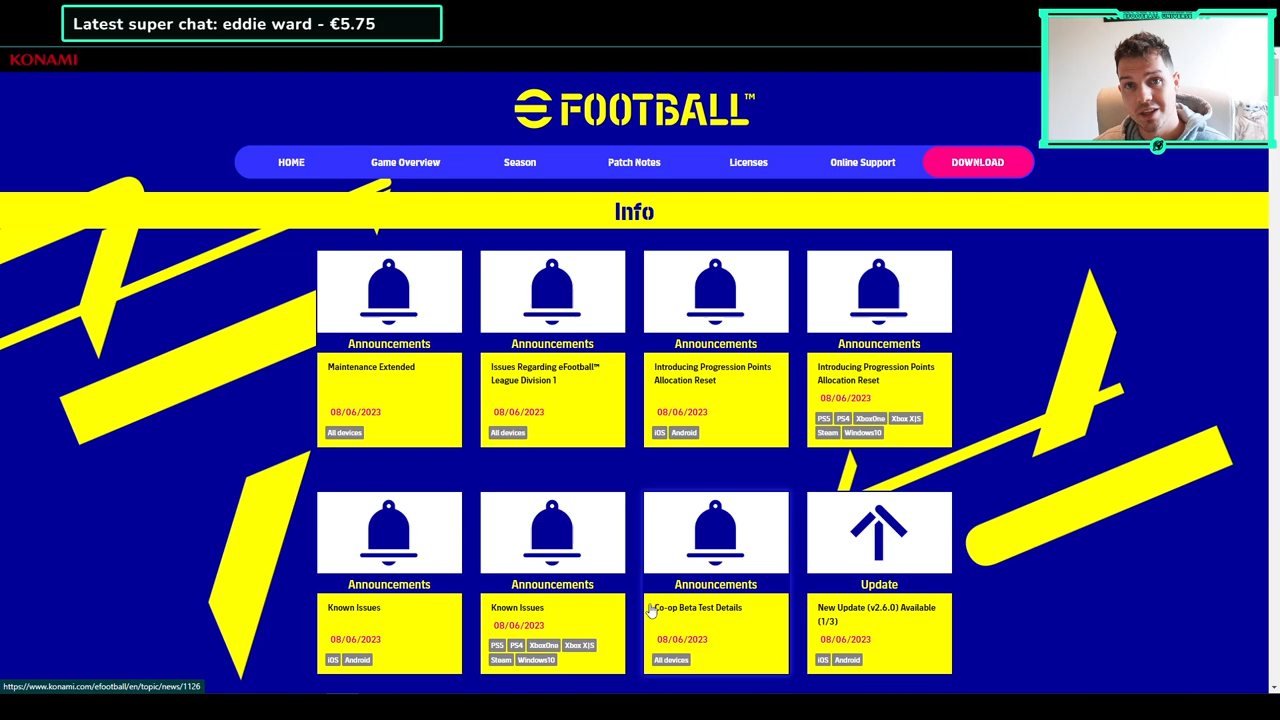 Latest super chat: eddie ward - €5.75
KONAMI
FOOTBALL™
HOME
Game Overview
Season
Patch Notes
Licenses
Online Support
DOWNLOAD
Info
Announcements
Maintenance Extended
08/06/2023
All devices
Announcements
Issues Regarding eFootball™
League Division 1
08/06/2023
All devices
Announcements
Introducing Progression Points
Allocation Reset
08/06/2023
iOS Android
Announcements
Introducing Progression Points
Allocation Reset
08/06/2023
PS5 PS4 XboxOne Xbox X|S
Steam Windows10
Announcements
Known Issues
08/06/2023
iOS Android
Announcements
Known Issues
08/06/2023
PS5 PS4 XboxOne Xbox X|S
Steam Windows10
Announcements
Co-op Beta Test Details
08/06/2023
All devices
Update
New Update (v2.6.0) Available
(1/3)
08/06/2023
iOS Android
https://www.konami.com/efootball/en/topic/news/1126